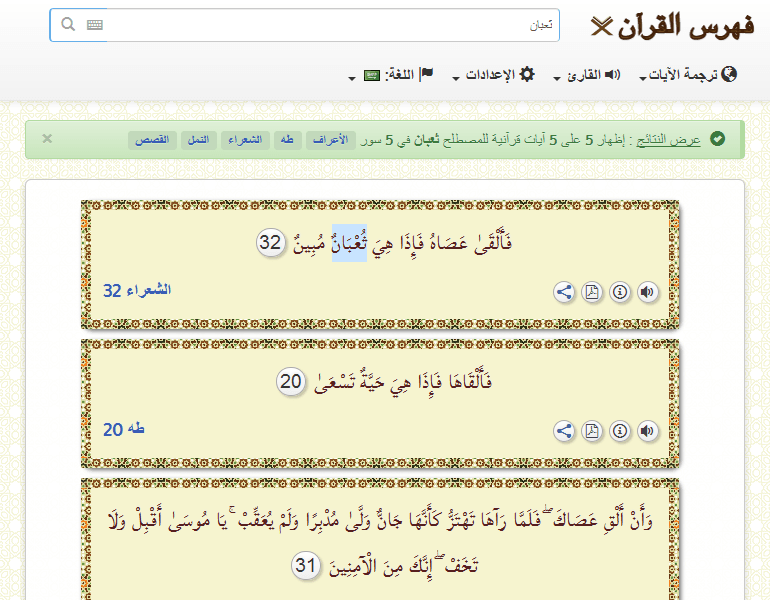 فهرس القرآن
ثعبان
ترجمة الآيات
القارئ
الإعدادات
اللغة:
عرض النتائج : إظهار 5 على 5 آيات قرآنية للمصطلح ثعبان في 5 سور الأعراف طه الشعراء النمل القصص
فَأَلْقَىٰ عَصَاهُ فَإِذَا هِيَ ثُعْبَانٌ مُبِينٌ 32
الشعراء 32
فَأَلْقَاهَا فَإِذَا هِيَ حَيَّةٌ تَسْعَىٰ 20
طه 20
وَأَنْ أَلْقِ عَصَاكَ ۖ فَلَمَّا رَآهَا تَهْتَزُّ كَأَنَّهَا جَانٌّ وَلَّىٰ مُدْبِرًا وَلَمْ يُعَقِّبْ ۚ يَا مُوسَىٰ أَقْبِلْ وَلَا
تَخَفْ ۖ إِنَّكَ مِنَ الْآمِنِينَ 31